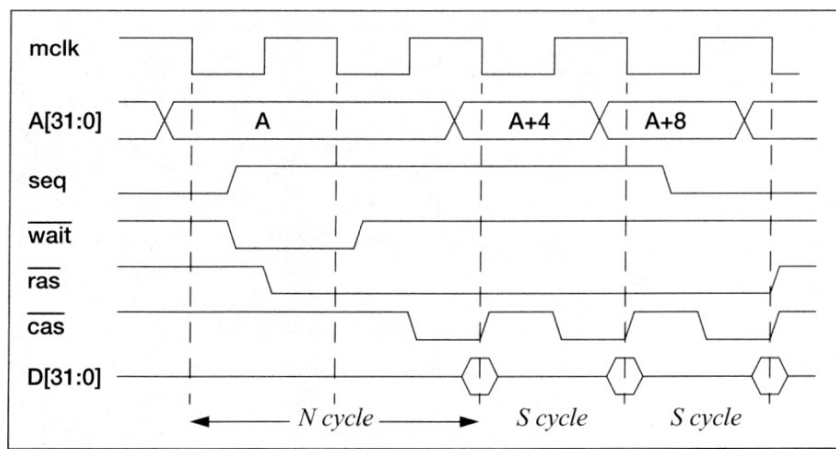 mclk
A[31:0] A A+4 A+8
seq
wait
ras
cas
D[31:0]
N cycle S cycle S cycle